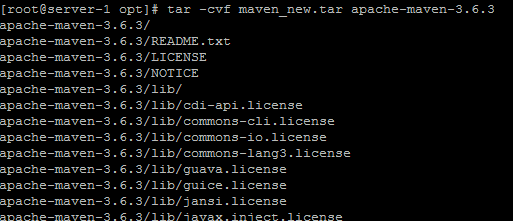 [root@server-1 opt]# tar -cvf maven_new.tar apache-maven-3.6.3
apache-maven-3.6.3/
apache-maven-3.6.3/README.txt
apache-maven-3.6.3/LICENSE
apache-maven-3.6.3/NOTICE
apache-maven-3.6.3/lib/
apache-maven-3.6.3/lib/cdi-api.license
apache-maven-3.6.3/lib/commons-cli.license
apache-maven-3.6.3/lib/commons-io.license
apache-maven-3.6.3/lib/commons-lang3.license
apache-maven-3.6.3/lib/guava.license
apache-maven-3.6.3/lib/guice.license
apache-maven-3.6.3/lib/jansi.license
apache-maven-3.6.3/lib/javax.inject.license